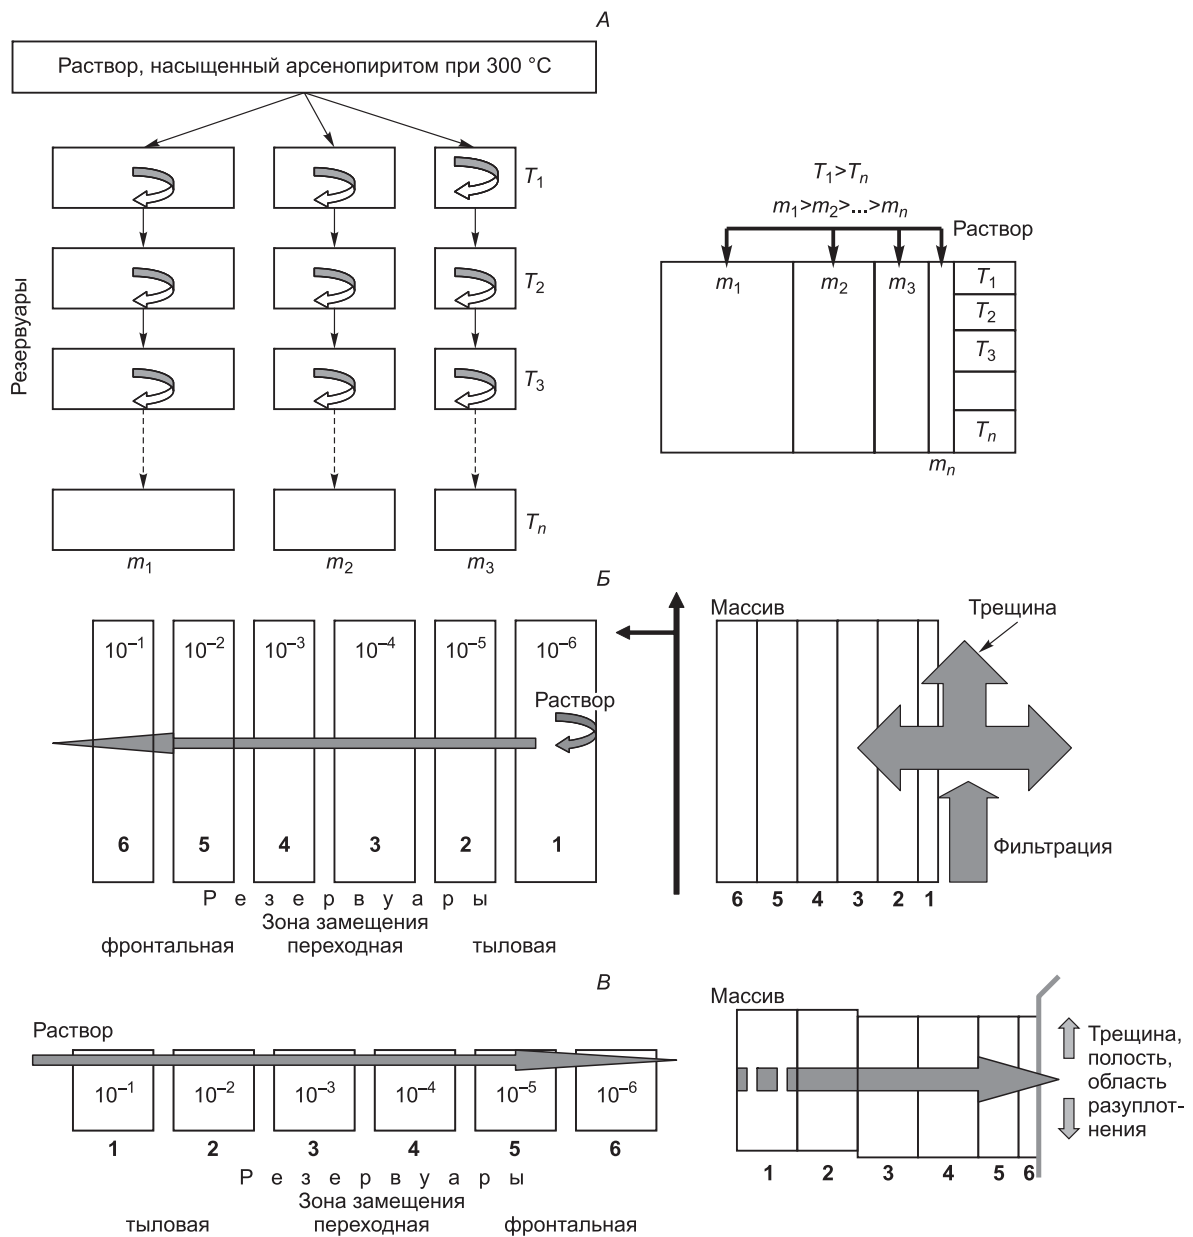 А
Раствор, насыщенный арсенопиритом при 300 °C
Резервуары
T1
T2
T3
Tn
m1 m2 m3
T1>Tn
m1>m2>...>mn
Раствор
m1 m2 m3
T1
T2
T3
Tn
mn
Б
10–1 10–2 10–3 10–4 10–5 10–6
Раствор
6 5 4 3 2 1
Р е з е р в у а р ы
Зона замещения
фронтальная переходная тыловая
Массив
Трещина
Фильтрация
6 5 4 3 2 1
В
Раствор
10–1 10–2 10–3 10–4 10–5 10–6
1 2 3 4 5 6
Р е з е р в у а р ы
Зона замещения
тыловая переходная фронтальная
Массив
Трещина,
полость,
область
разуплот-
нения
1 2 3 4 5 6